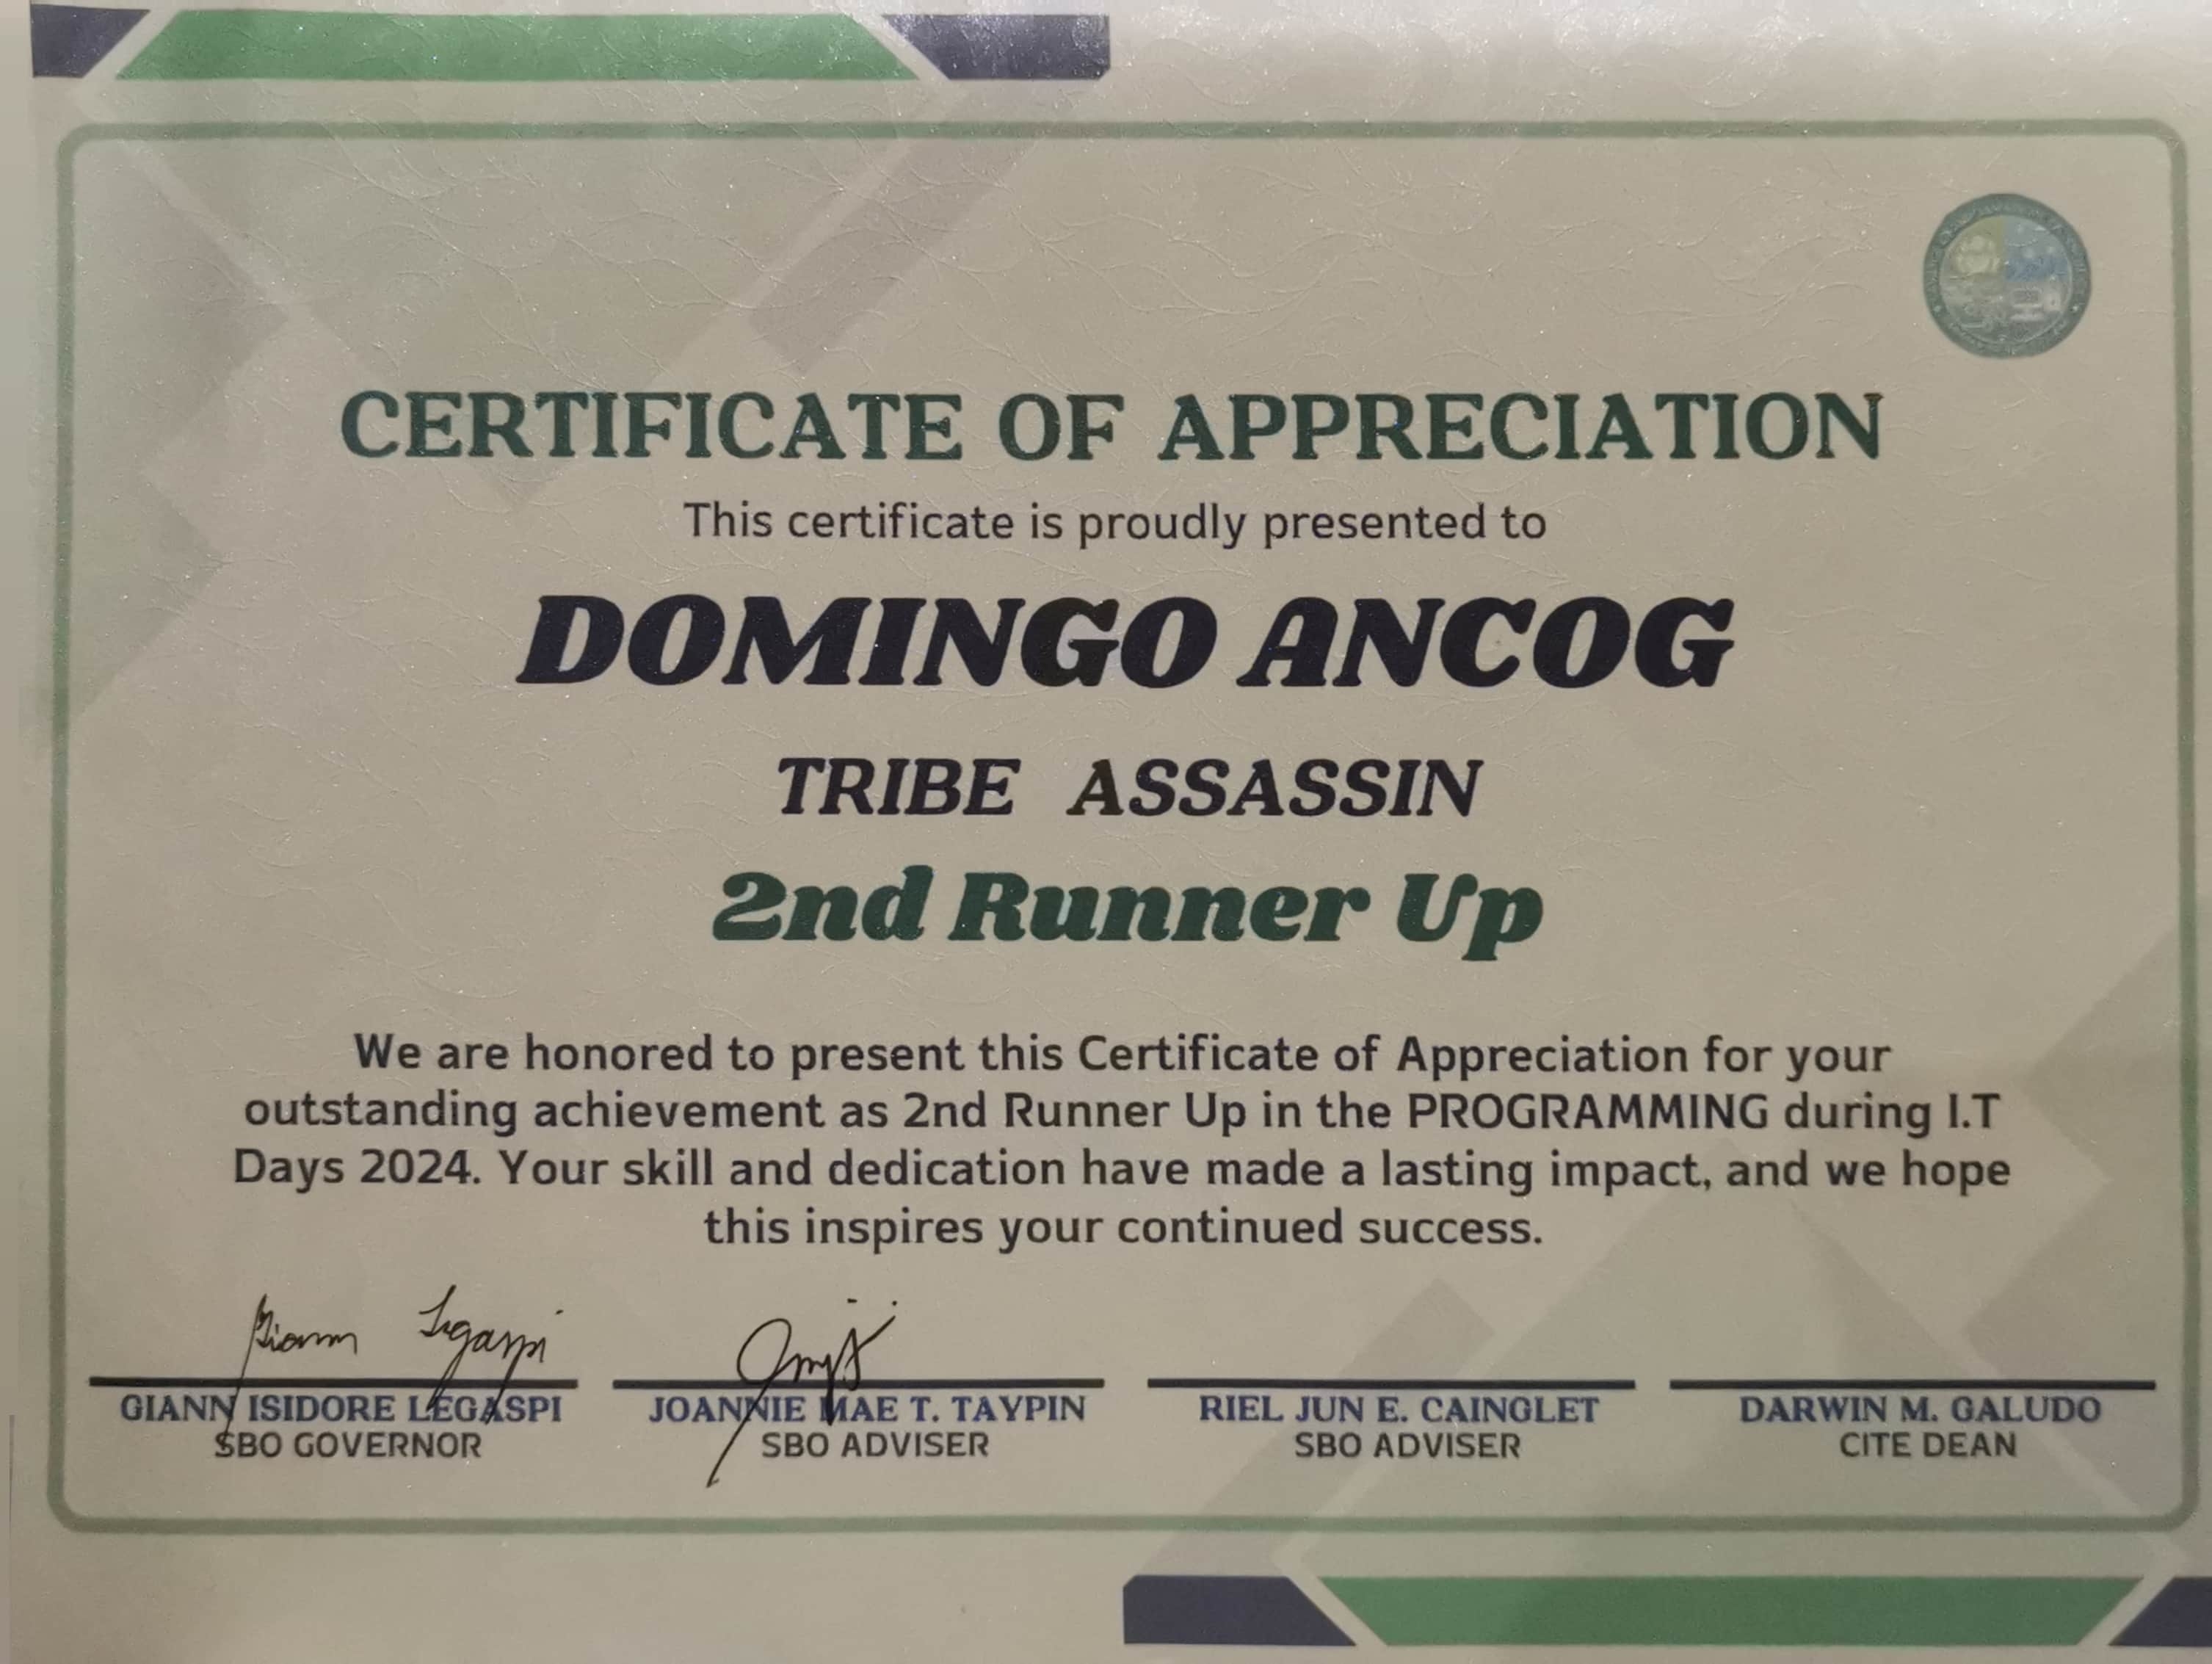 CERTIFICATE OF APPRECIATION
This certificate is proudly presented to
DOMINGO ANCOG
TRIBE ASSASSIN
2nd Runner Up
We are honored to present this Certificate of Appreciation for your
outstanding achievement as 2nd Runner Up in the PROGRAMMING during I.T
Days 2024. Your skill and dedication have made a lasting impact, and we hope
this inspires your continued success.
Giann Legaspi
GIANN ISIDORE LEGASPI
SBO GOVERNOR
JOANNIE MAE T. TAYPIN
SBO ADVISER
RIEL JUN E. CAINGLET
SBO ADVISER
DARWIN M. GALUDO
CITE DEAN